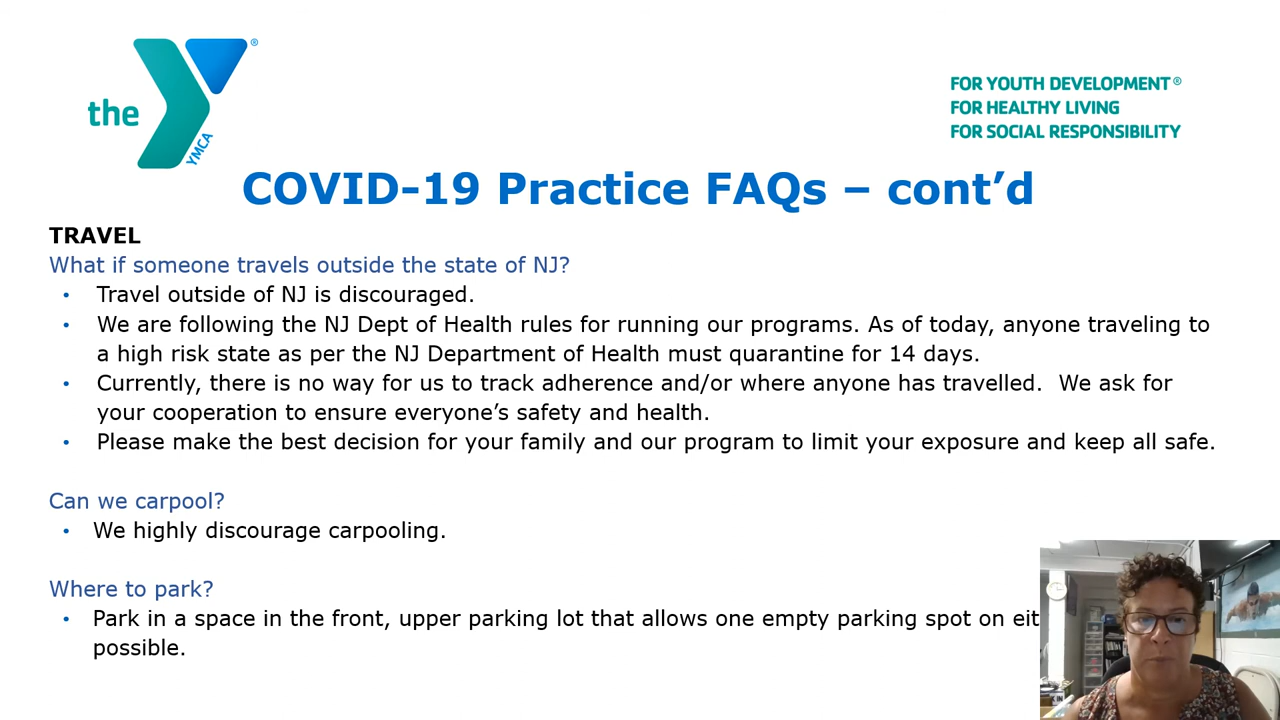 the
YMCA
®
FOR YOUTH DEVELOPMENT®
FOR HEALTHY LIVING
FOR SOCIAL RESPONSIBILITY
COVID-19 Practice FAQs – cont’d
TRAVEL
What if someone travels outside the state of NJ?
• Travel outside of NJ is discouraged.
• We are following the NJ Dept of Health rules for running our programs. As of today, anyone traveling to
a high risk state as per the NJ Department of Health must quarantine for 14 days.
• Currently, there is no way for us to track adherence and/or where anyone has travelled.  We ask for
your cooperation to ensure everyone’s safety and health.
• Please make the best decision for your family and our program to limit your exposure and keep all safe.
Can we carpool?
• We highly discourage carpooling.
Where to park?
• Park in a space in the front, upper parking lot that allows one empty parking spot on
possible.